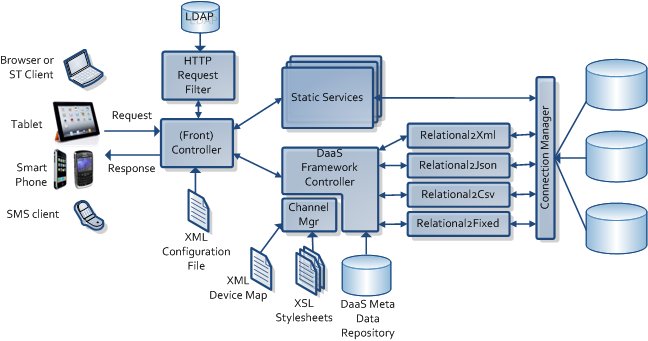 LDAP
Browser or
ST Client
HTTP
Request
Filter
Static Services
Tablet
Request
(Front)
Controller
Response
Smart
Phone
SMS client
DaaS
Framework
Controller
Channel
Mgr
Relational2Xml
Relational2Json
Relational2Csv
Relational2Fixed
Connection Manager
XML
Configuration
File
XML
Device Map
XSL
Stylesheets
DaaS Meta
Data
Repository